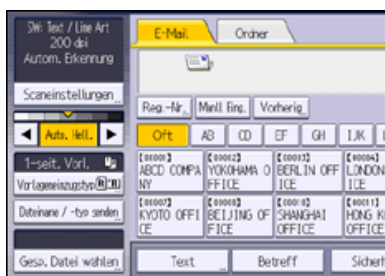 SW: Text / Line Art
200 dpi
Autom. Erkennung
Scaneinstellungen
Auto. Hell.
1-seit. Vorl.
Vorlageneinzugstyp
Dateiname / -typ senden
Gesp. Datei wählen
E-Mail
Ordner
Reg.-Nr.
Manll Eing.
Vorherig.
Oft
AB
CD
EF
GH
IJK
[00001]
ABCD COMPA
NY
[00002]
YOKOHAMA O
FFICE
[00003]
BERLIN OFF
ICE
[00004]
LONDON
ICE
[00007]
KYOTO OFFI
CE
[00008]
BEIJING OF
FICE
[00010]
SHANGHAI
OFFICE
[00011]
HONG K
OFFICE
Text
Betreff
Sicherh